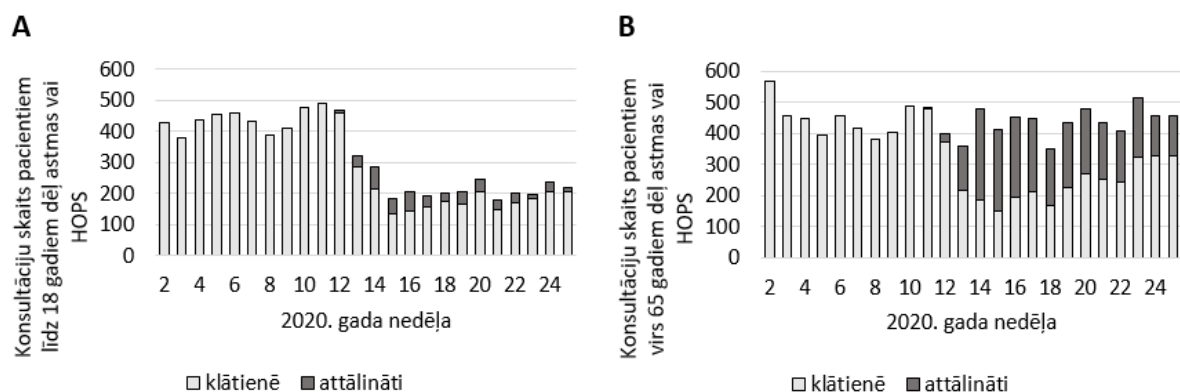 A
Konsultāciju skaits pacientiem
līdz 18 gadiem dēļ astmas vai
HOPS
600
500
400
300
200
100
0
2 4 6 8 10 12 14 16 18 20 22 24
2020. gada nedēļa
klātienē attālināti
B
Konsultāciju skaits pacientiem
virs 65 gadiem dēļ astmas vai
HOPS
600
500
400
300
200
100
0
2 4 6 8 10 12 14 16 18 20 22 24
2020. gada nedēļa
klātienē attālināti